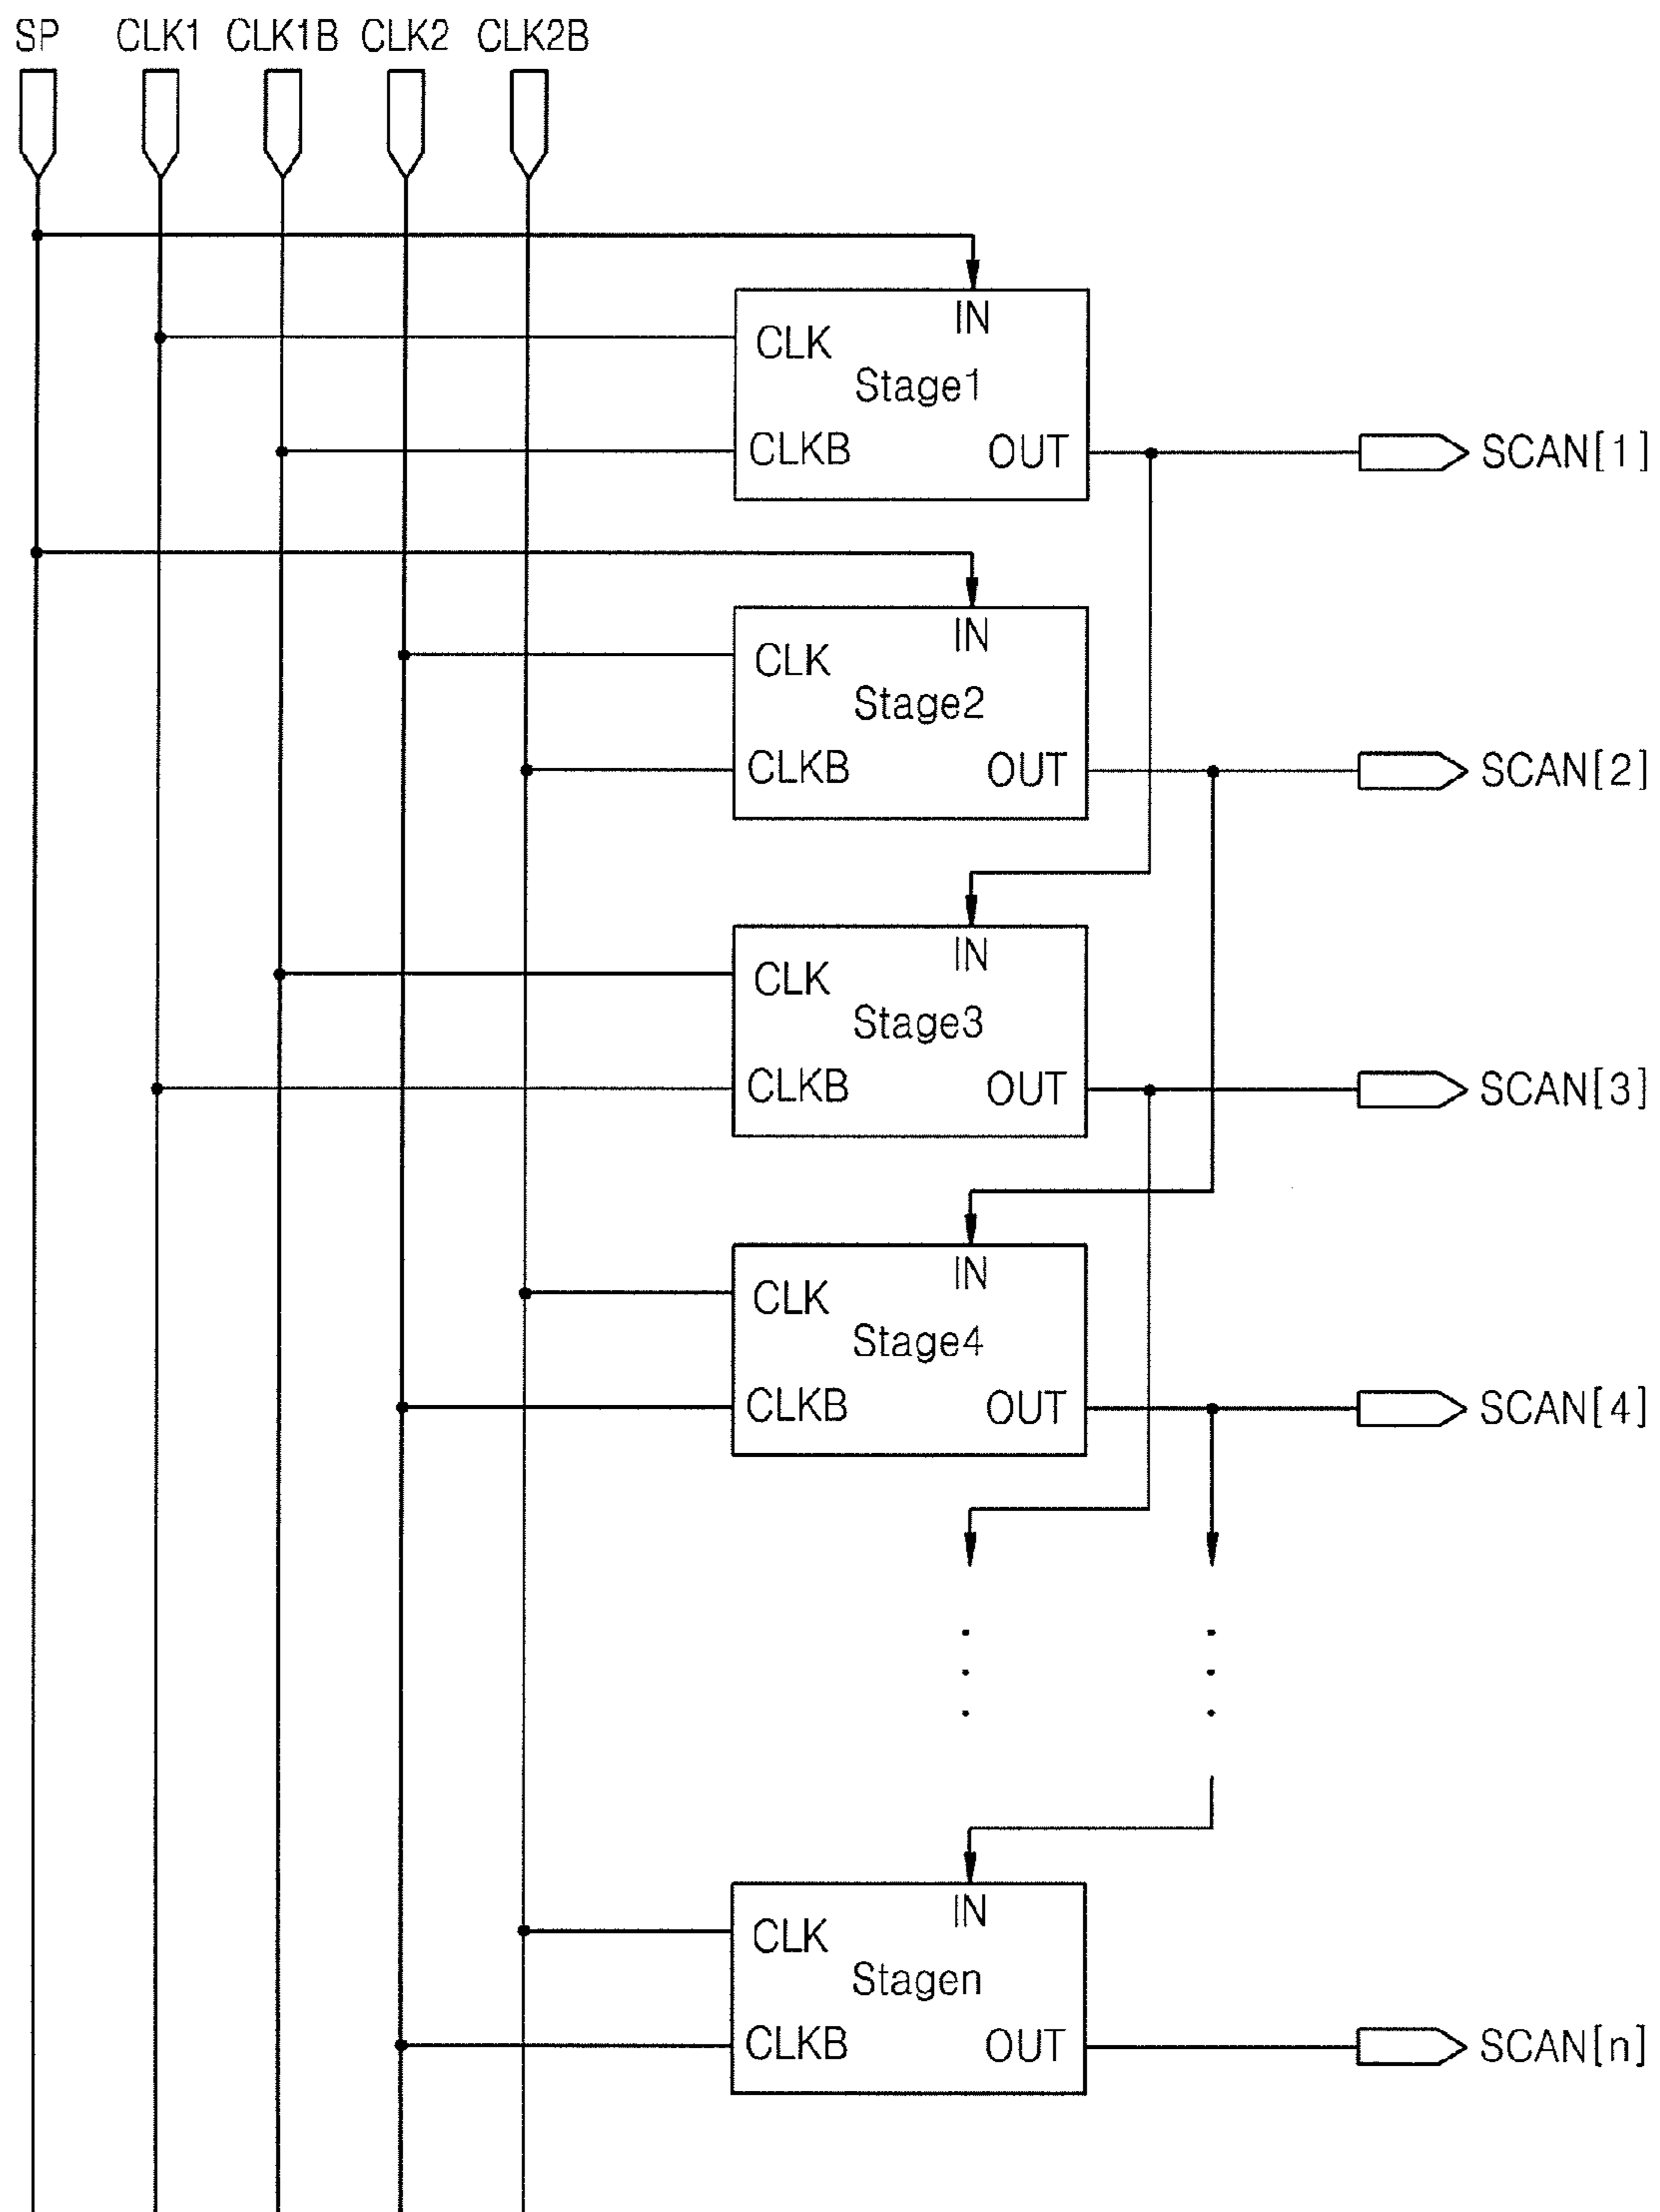 SP CLK1 CLK1B CLK2 CLK2B
IN
CLK
Stage1
CLKB OUT SCAN[1]
IN
CLK
Stage2
CLKB OUT SCAN[2]
IN
CLK
Stage3
CLKB OUT SCAN[3]
IN
CLK
Stage4
CLKB OUT SCAN[4]
IN
CLK
Stagen
CLKB OUT SCAN[n]